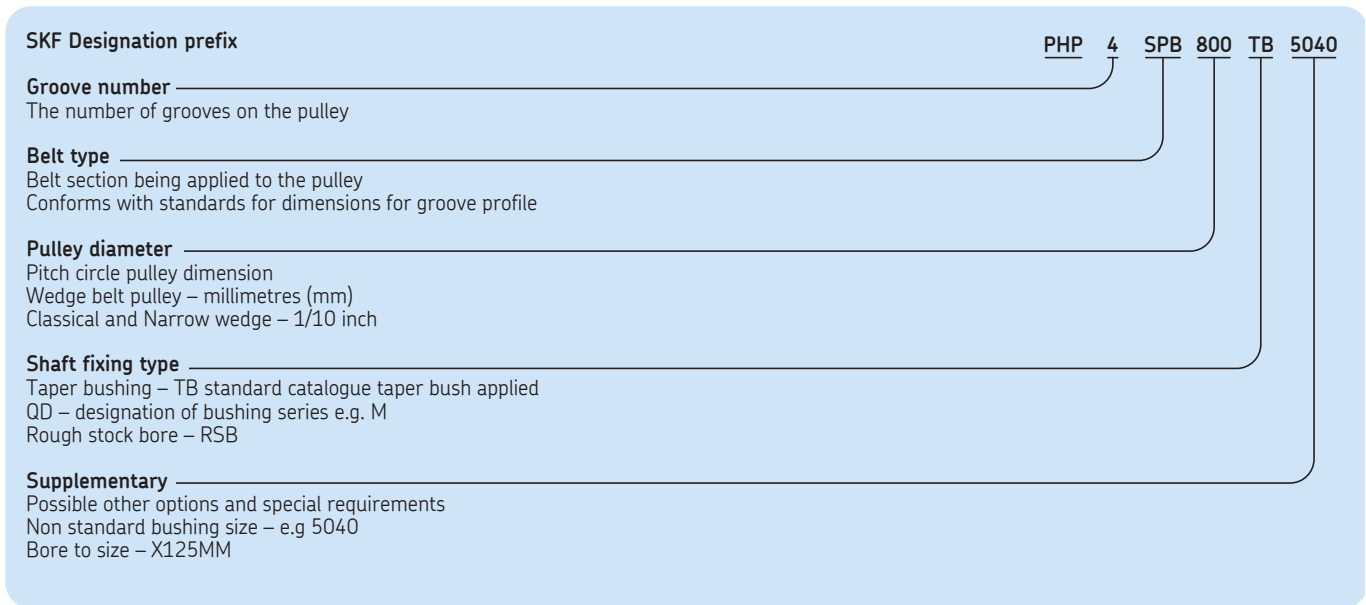 SKF Designation prefix PHP 4 SPB 800 TB 5040
Groove number
The number of grooves on the pulley
Belt type
Belt section being applied to the pulley
Conforms with standards for dimensions for groove profile
Pulley diameter
Pitch circle pulley dimension
Wedge belt pulley – millimetres (mm)
Classical and Narrow wedge – 1/10 inch
Shaft fixing type
Taper bushing – TB standard catalogue taper bush applied
QD – designation of bushing series e.g. M
Rough stock bore – RSB
Supplementary
Possible other options and special requirements
Non standard bushing size – e.g 5040
Bore to size – X125MM